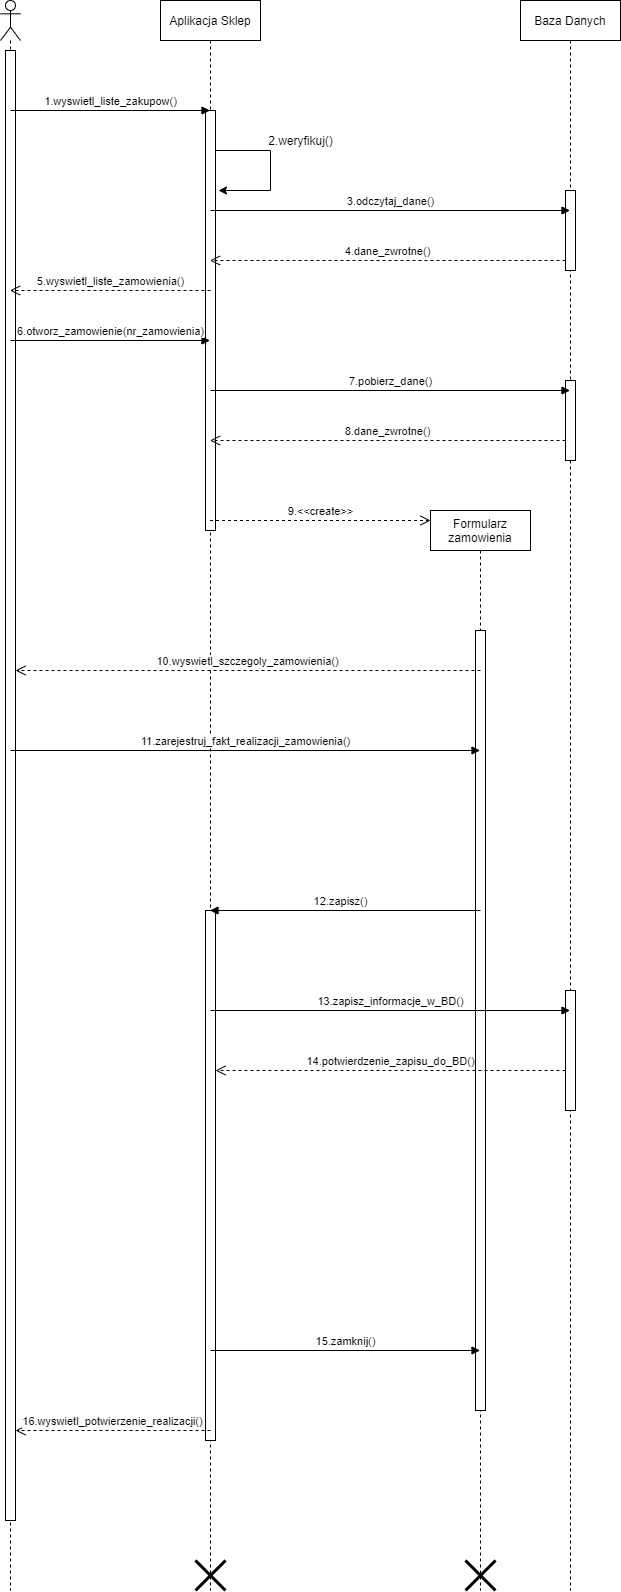 Aplikacja Sklep
Baza Danych
1.wyswietl_liste_zakupow()
2.weryfikuj()
3.odczytaj_dane()
4.dane_zwrotne()
5.wyswietl_liste_zamowienia()
6.otworz_zamowienie(nr_zamowienia)
7.pobierz_dane()
8.dane_zwrotne()
9.<<create>>
Formularz
zamówienia
10.wyswietl_szczegoly_zamowienia()
11.zarejestruj_fakt_realizacji_zamowienia()
12.zapisz()
13.zapisz_informacje_w_BD()
14.potwierdzenie_zapisu_do_BD()
15.zamknij()
16.wyswietl_potwierzenie_realizacji()